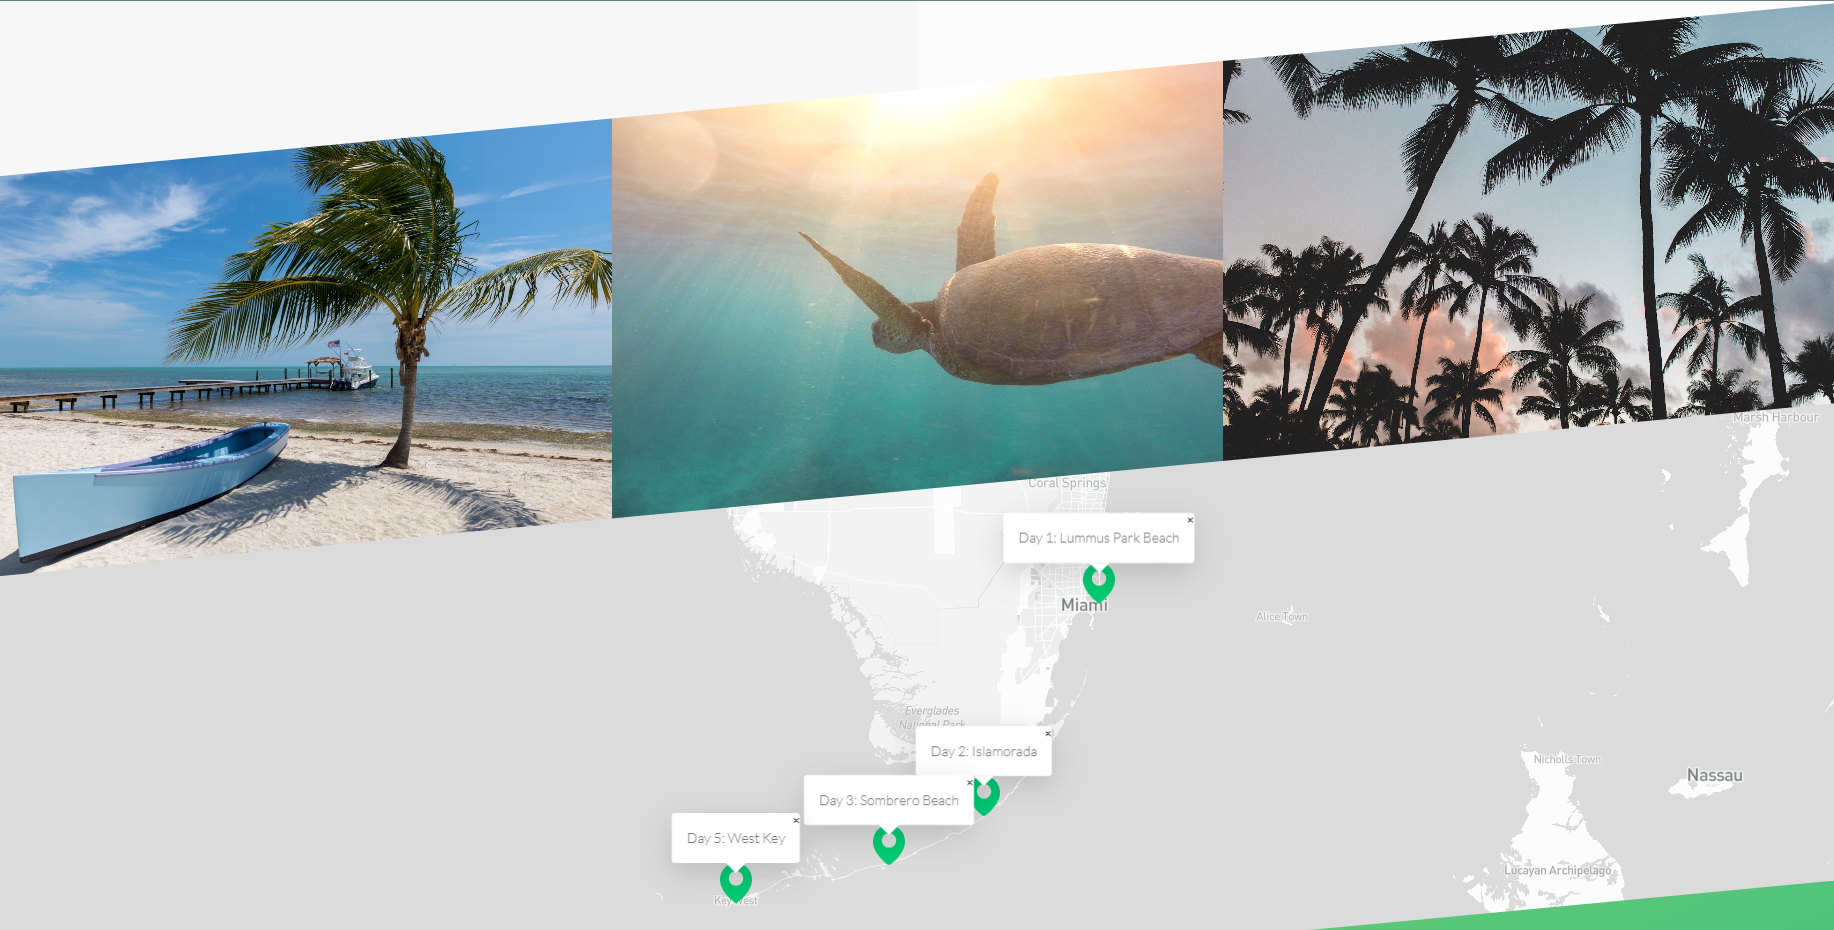 Marsh Harbour
Coral Springs
×
Day 1: Lummus Park Beach
Miami
Alice Town
Everglades
National Park
×
Day 2: Islamorada
Nicholls Town
Nassau
×
Day 3: Sombrero Beach
×
Day 5: West Key
Lucayan Archipelago
Key West